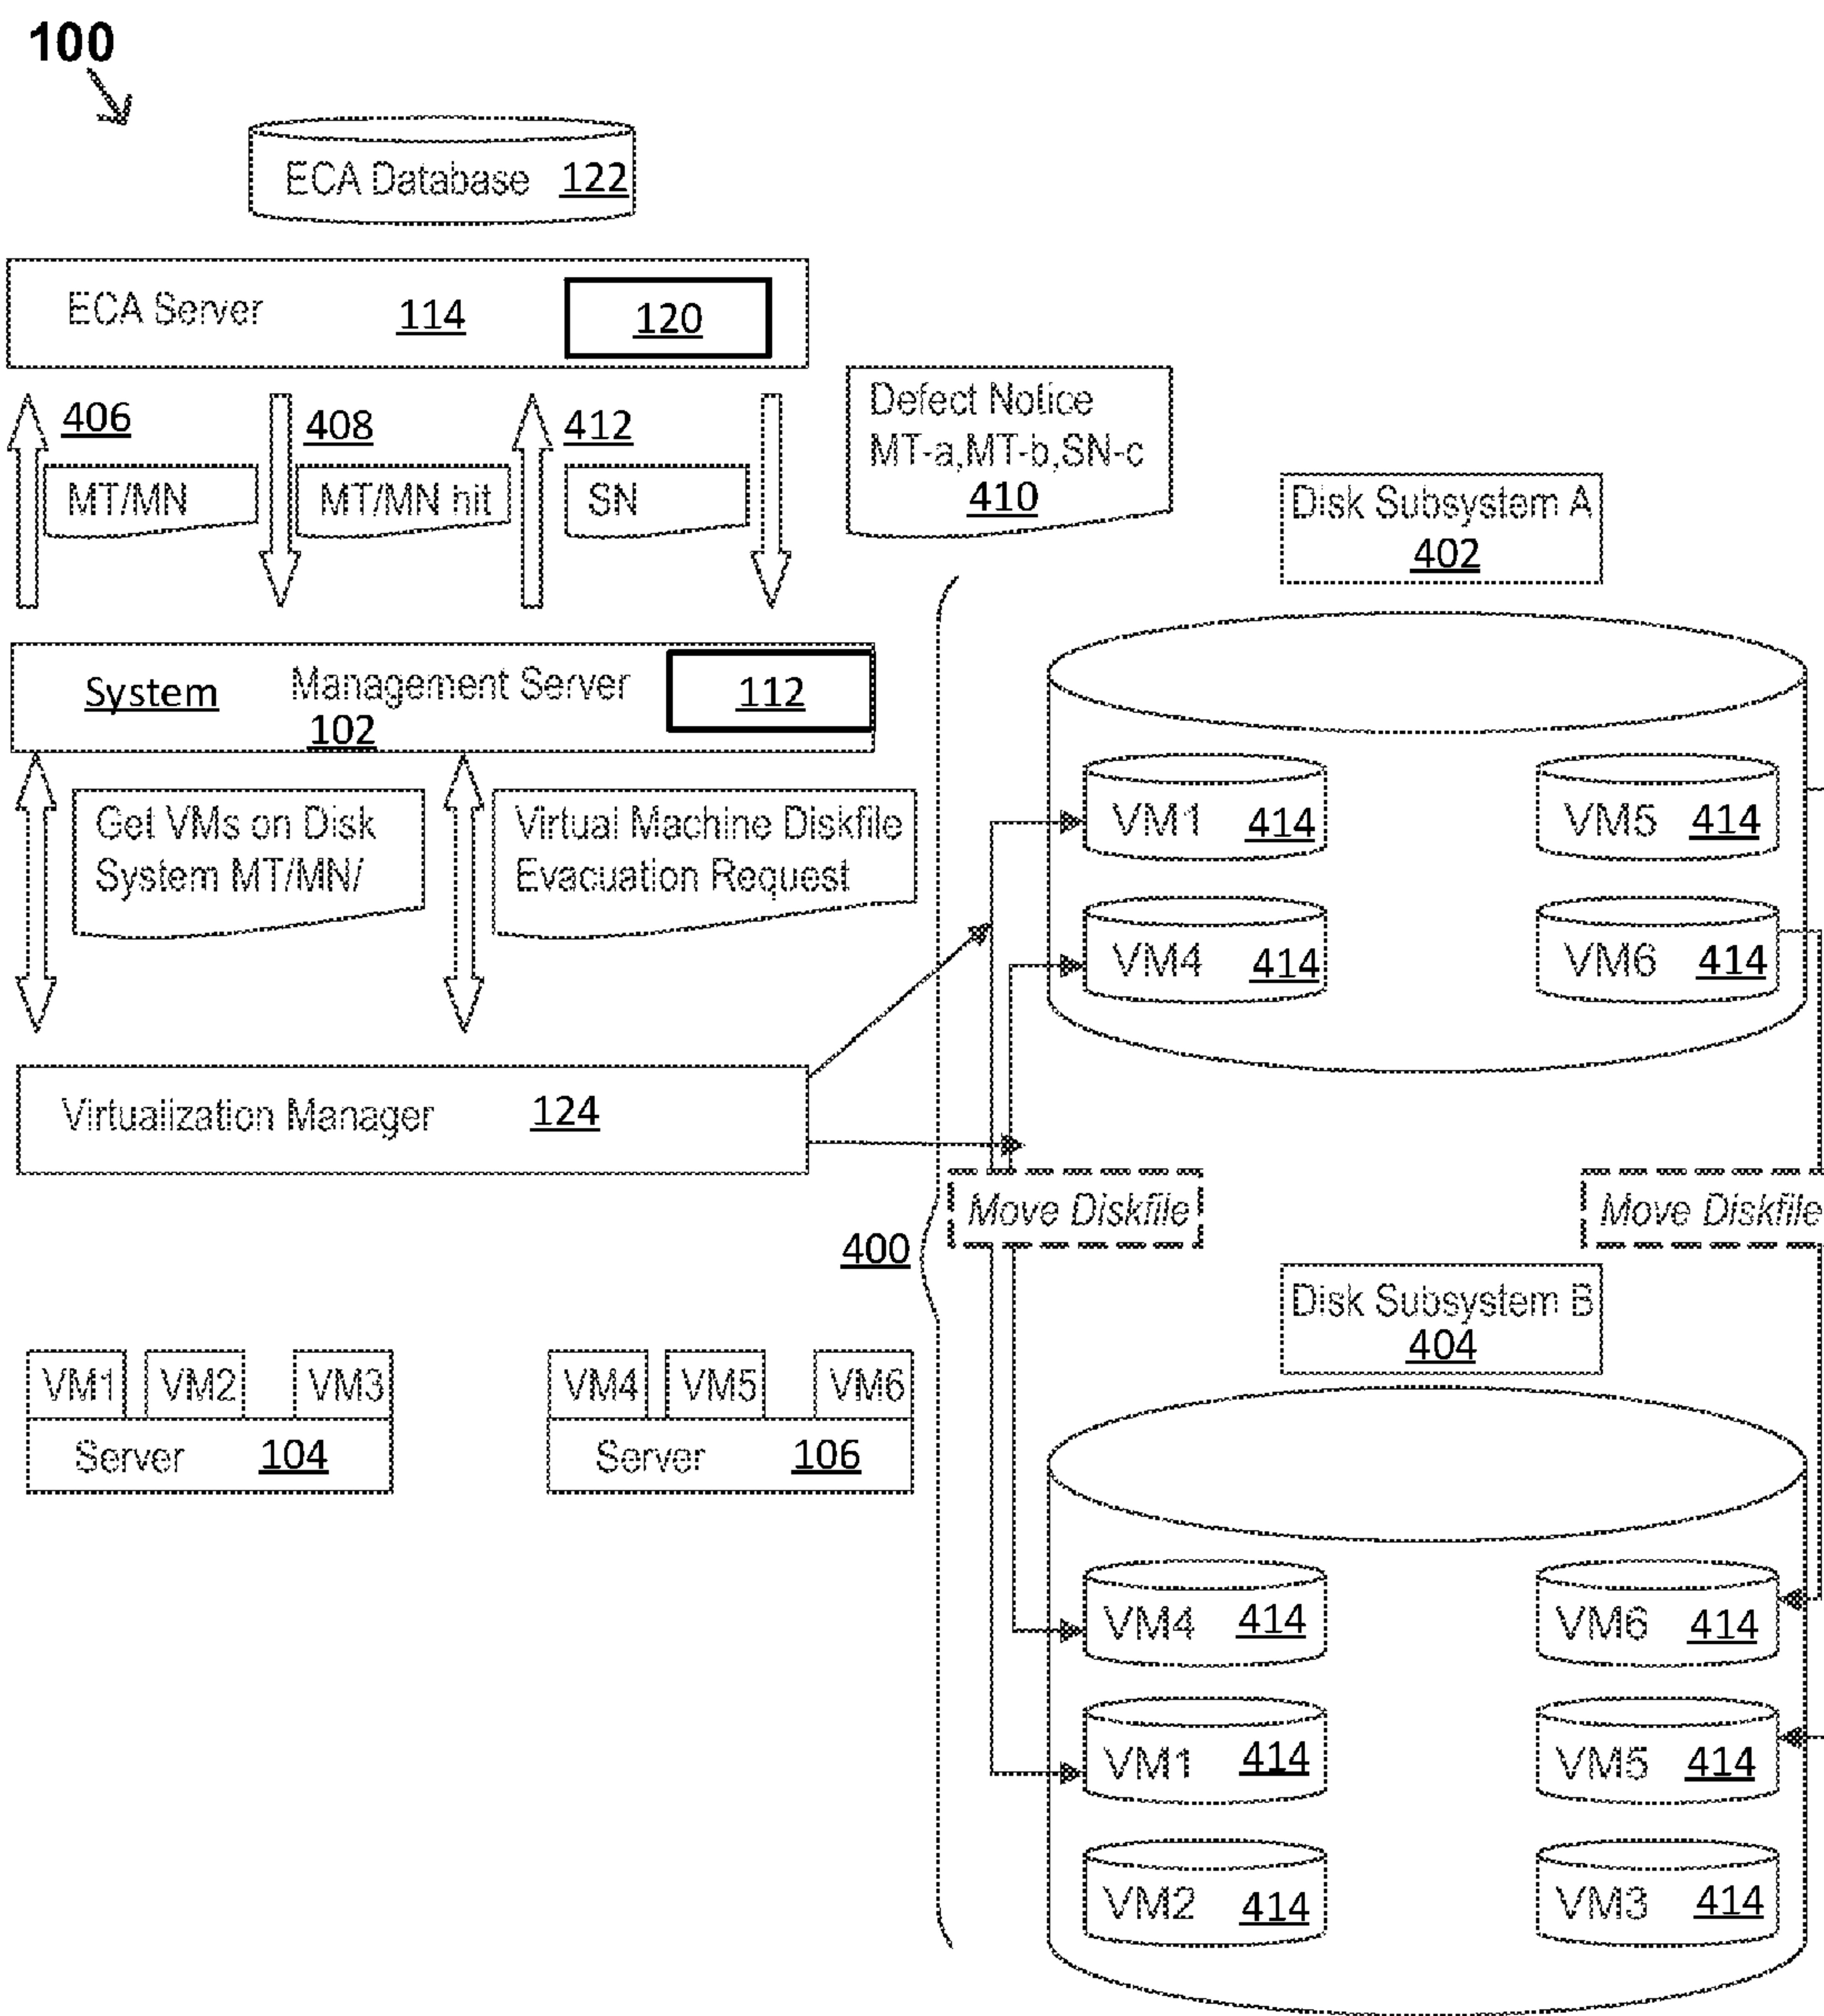 100
ECA Database 122
ECA Server 114 120
406
408
412
MT/MN
MT/MN hit
SN
Defect Notice
MT-a,MT-b,SN-c
410
Disk Subsystem A
402
System Management Server
102
112
Get VMs on Disk
System MT/MN/
Virtual Machine Diskfile
Evacuation Request
VM1 414
VM5 414
VM4 414
VM6 414
Virtualization Manager 124
Move Diskfile
Move Diskfile
400
Disk Subsystem B
404
VM1 VM2 VM3
Server 104
VM4 VM5 VM6
Server 106
VM4 414
VM6 414
VM1 414
VM5 414
VM2 414
VM3 414